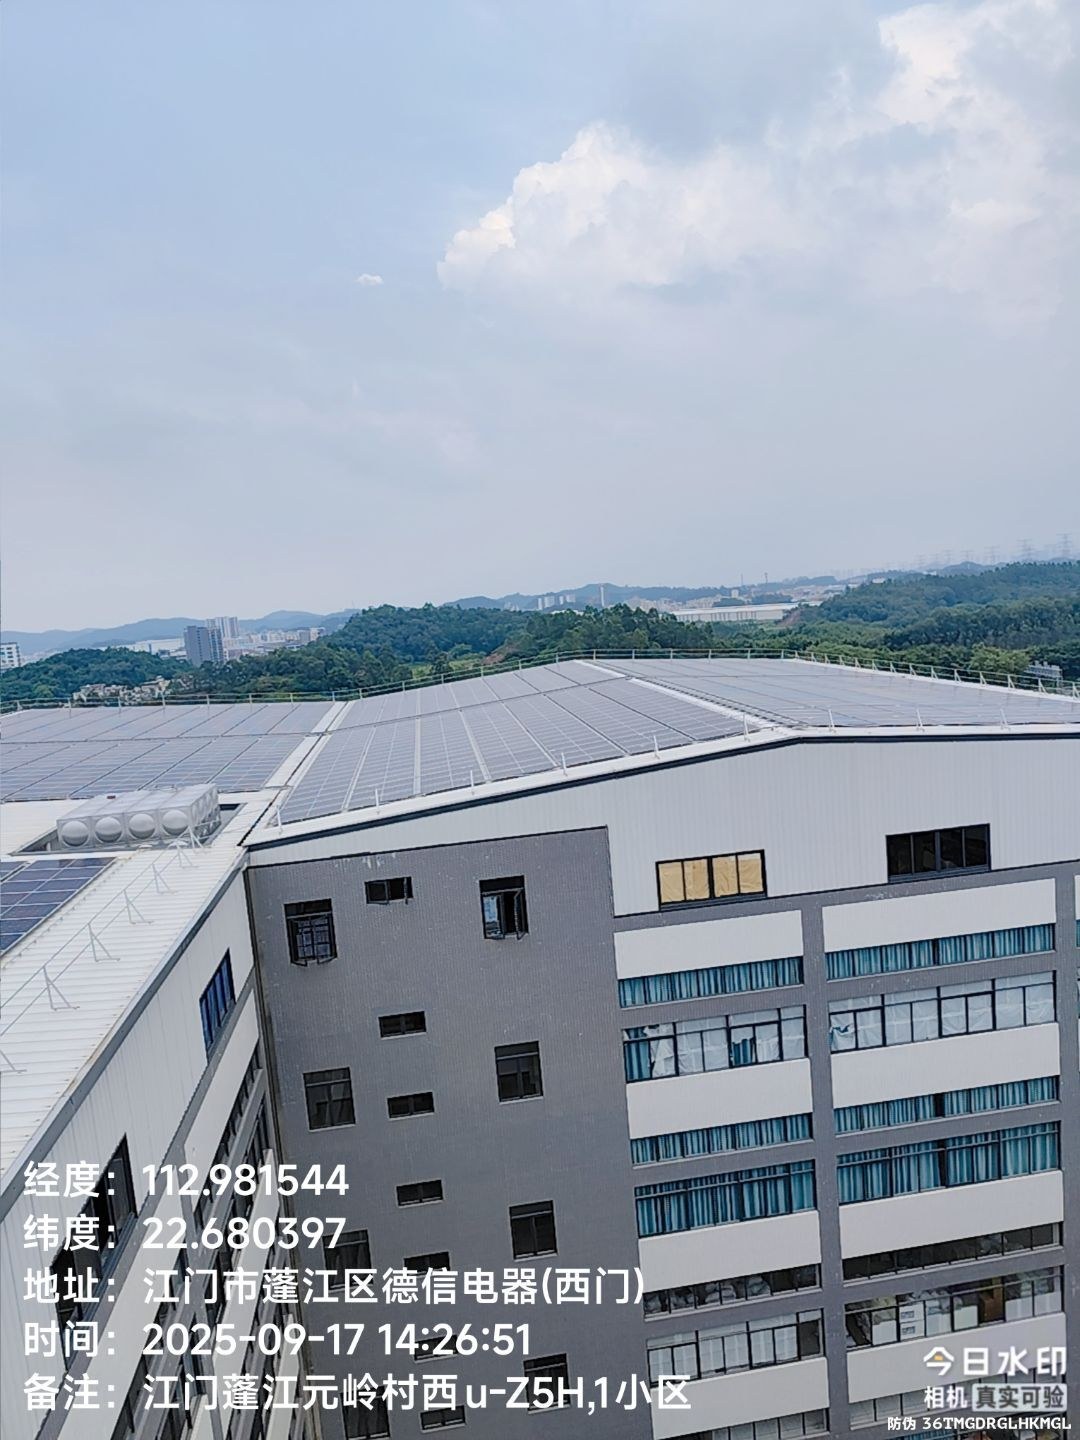 经度：112.981544
纬度：22.680397
地址：江门市蓬江区德信电器(西门)
时间：2025-09-17 14:26:51
备注：江门蓬江元岭村西u-Z5H,1小区
今日水印
相机 真实可验
防伪 36TMGDRGLHKMGL